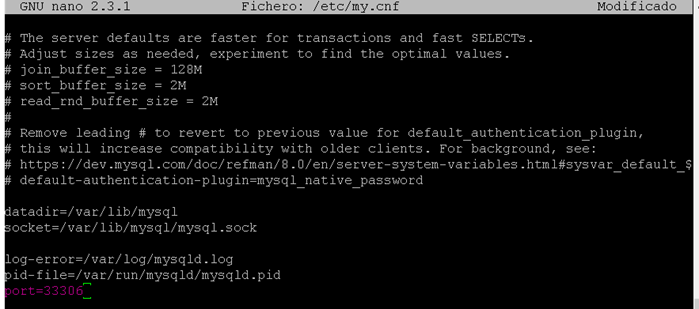 GNU nano 2.3.1 Fichero: /etc/my.cnf Modificado
# The server defaults are faster for transactions and fast SELECTs.
# Adjust sizes as needed, experiment to find the optimal values.
# join_buffer_size = 128M
# sort_buffer_size = 2M
# read_rnd_buffer_size = 2M
#
# Remove leading # to revert to previous value for default_authentication_plugin,
# this will increase compatibility with older clients. For background, see:
# https://dev.mysql.com/doc/refman/8.0/en/server-system-variables.html#sysvar_default_$
# default-authentication-plugin=mysql_native_password
datadir=/var/lib/mysql
socket=/var/lib/mysql/mysql.sock
log-error=/var/log/mysqld.log
pid-file=/var/run/mysqld/mysqld.pid
port=33306